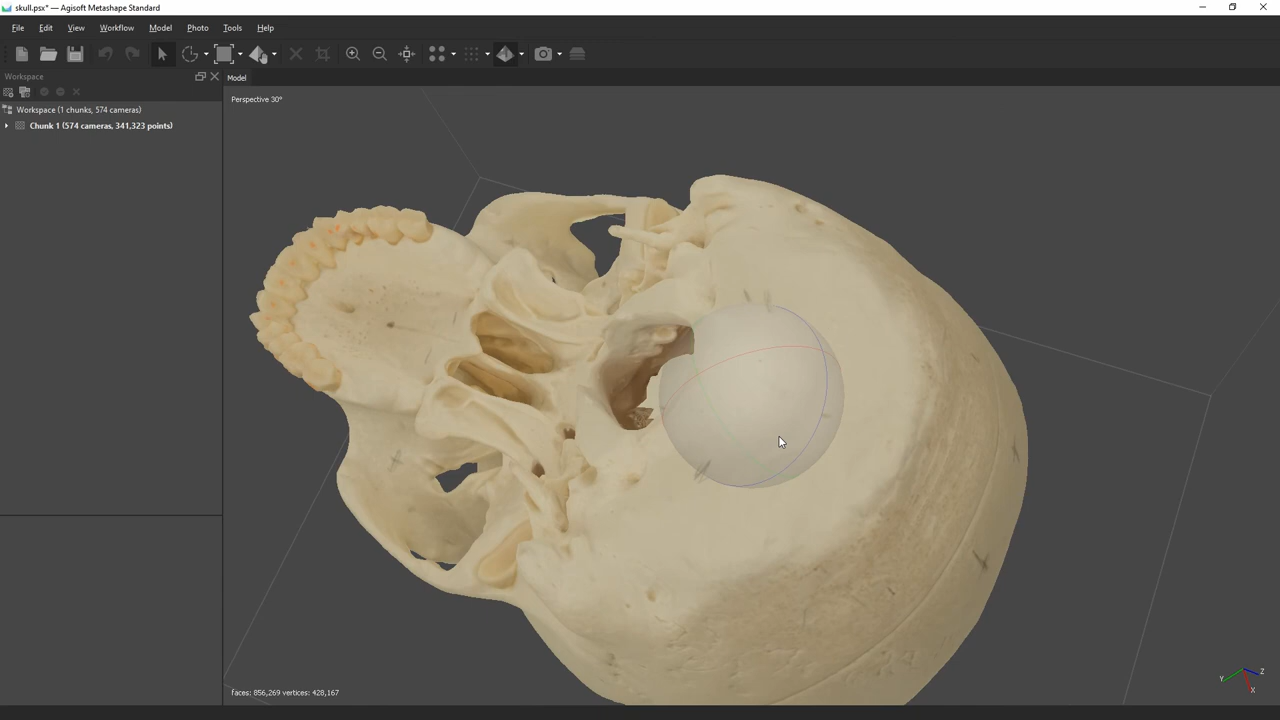 skull.psx* — Agisoft Metashape Standard
File Edit View Workflow Model Photo Tools Help
Workspace
Model
Workspace (1 chunks, 574 cameras)
Chunk 1 (574 cameras, 341,323 points)
Perspective 30°
faces: 856,269 vertices: 428,167
Y Z
X